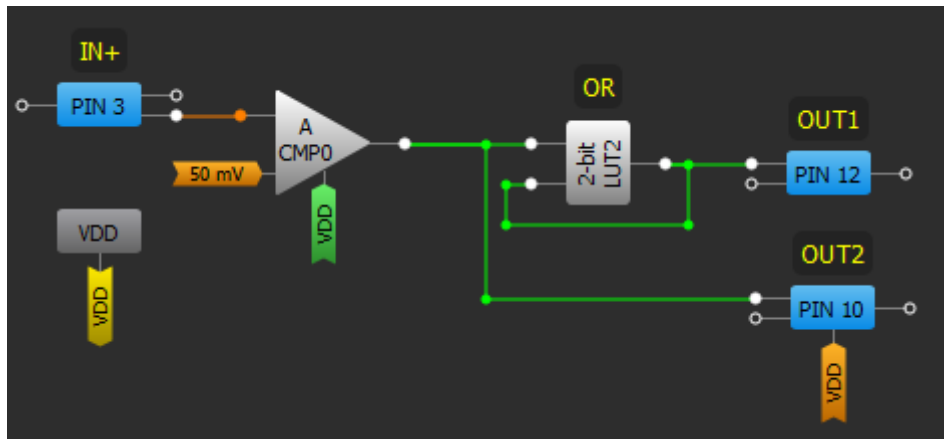 IN+
PIN 3
A
CMP0
50 mV
VDD
VDD
VDD
OR
2-bit
LUT2
OUT1
PIN 12
OUT2
PIN 10
VDD